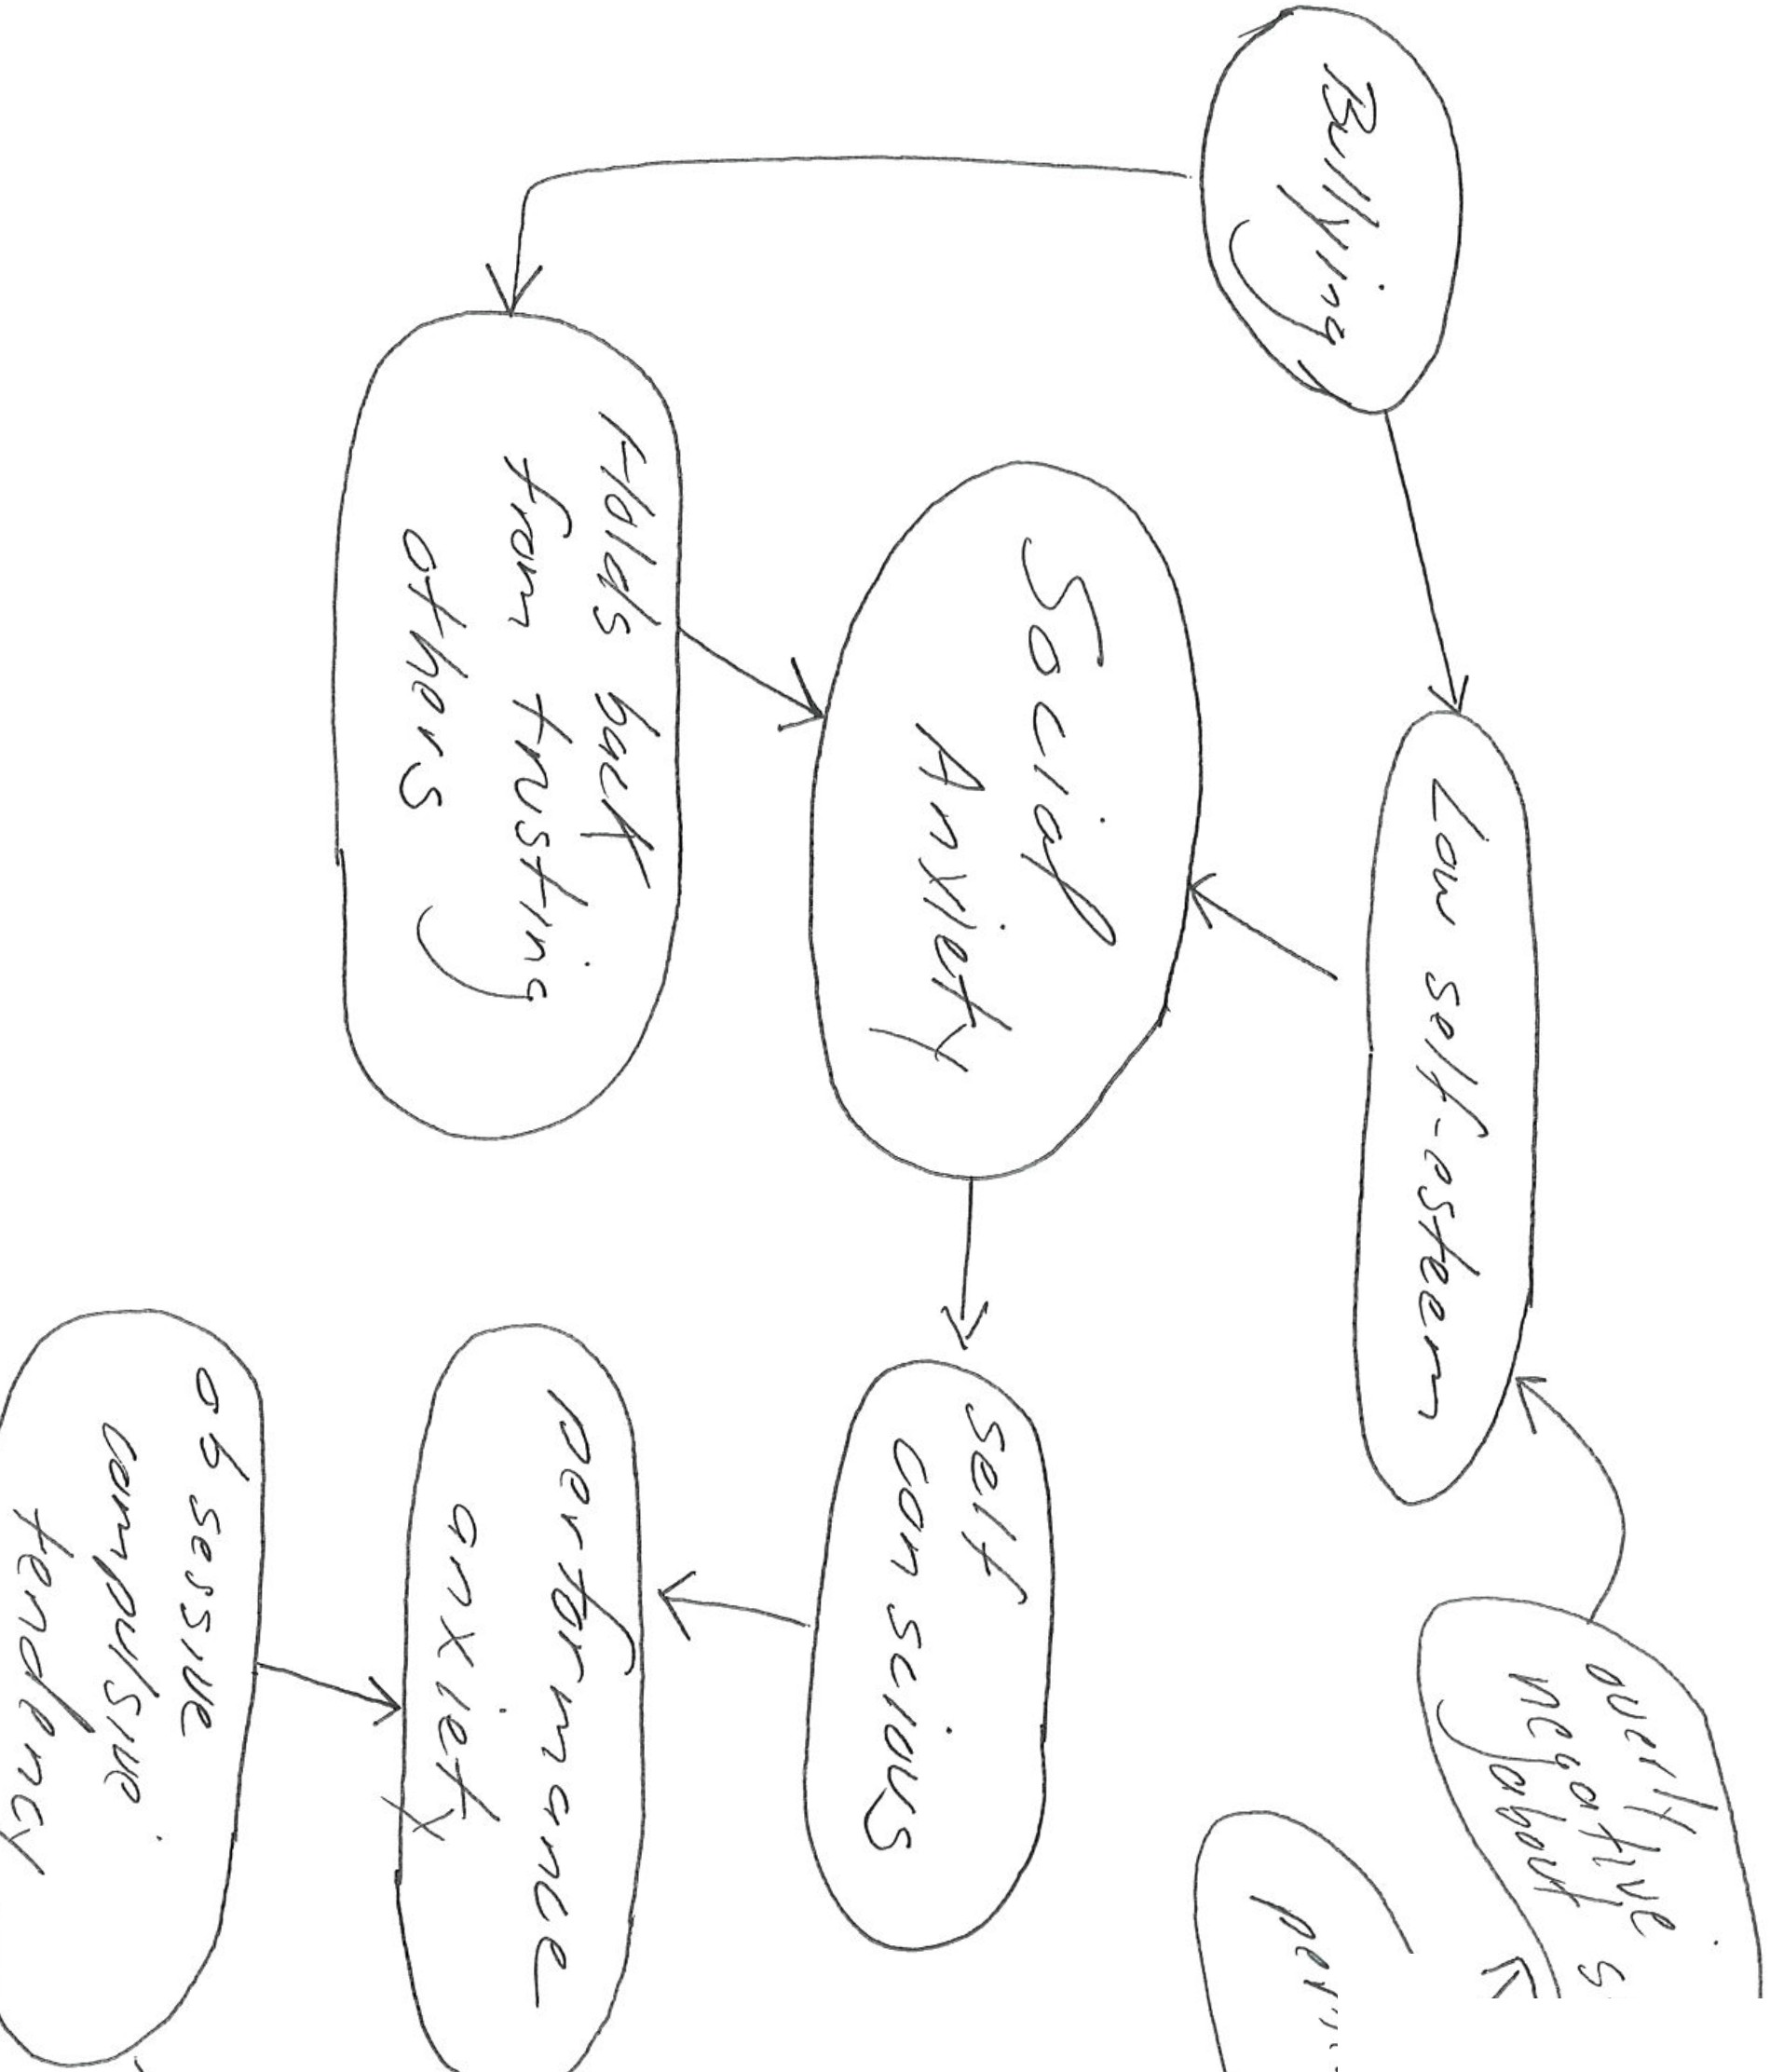 Bullying
Low self-esteem
overly
negative s
about
Social
Anxiety
Holds back
from trusting
others
self
conscious
performance
anxiety
obsessive
compulsive
tendency